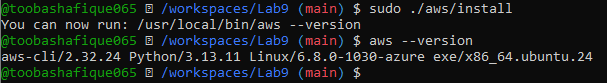 @toobashafique065 /workspaces/Lab9 (main) $ sudo ./aws/install
You can now run: /usr/local/bin/aws --version
@toobashafique065 /workspaces/Lab9 (main) $ aws --version
aws-cli/2.32.24 Python/3.13.11 Linux/6.8.0-1030-azure exe/x86_64.ubuntu.24
@toobashafique065 /workspaces/Lab9 (main) $